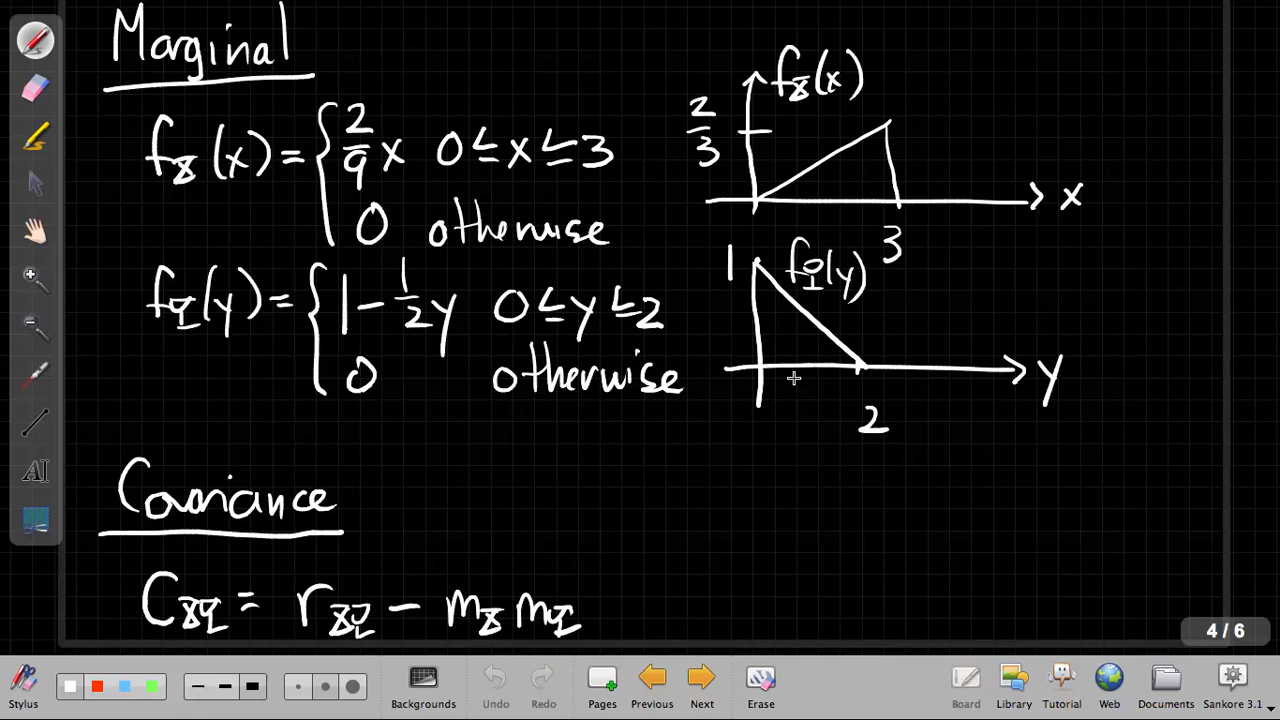 Marginal
f_X(x) = { 2/9 x 0 ≤ x ≤ 3
0 otherwise
f_Y(y) = { 1 - 1/2 y 0 ≤ y ≤ 2
0 otherwise
f_X(x)
2/3
x
3
1
f_Y(y)
y
2
Covariance
C_XY = r_XY - m_X m_Y
4 / 6
Stylus
Backgrounds
Undo
Redo
Pages
Previous
Next
Erase
Board
Library
Tutorial
Web
Documents
Sankore 3.1